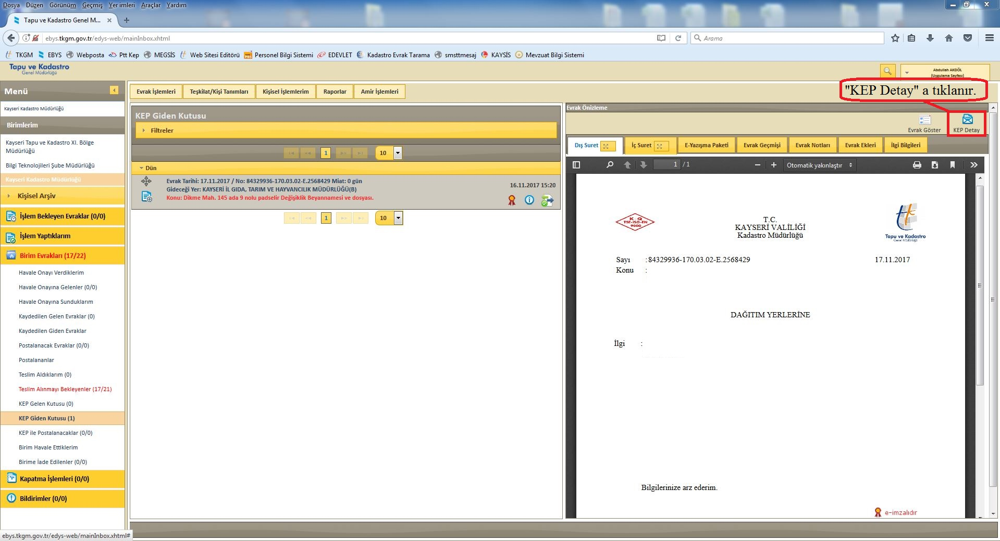 Dosya Düzen Görünüm Geçmiş Yer imleri Araçlar Yardım
Tapu ve Kadastro Genel M...
ebys.tkgm.gov.tr/edys-web/mainInbox.xhtml
Arama
TKGM EBYS Webposta Ptt Kep MEGSİS Web Sitesi Editörü Personel Bilgi Sistemi EDEVLET Kadastro Evrak Tarama smsttmesaj KAYSİS Mevzuat Bilgi Sistemi
Tapu ve Kadastro
Genel Müdürlüğü
Abdullah AKDÖL
(Uygulama Sayfası)
Menü
Kayseri Kadastro Müdürlüğü
Birimlerim
Kayseri Tapu ve Kadastro XI. Bölge
Müdürlüğü
Bilgi Teknolojileri Şube Müdürlüğü
Kayseri Kadastro Müdürlüğü
Kişisel Arşiv
İşlem Bekleyen Evraklar (0/0)
İşlem Yaptıklarım
Birim Evrakları (17/22)
Havale Onayı Verdiklerim
Havale Onayına Gelenler (0/0)
Havale Onayına Sunduklarım
Kaydedilen Gelen Evraklar (0)
Kaydedilen Giden Evraklar
Postalanacak Evraklar (0/0)
Postalananlar
Teslim Aldıklarım (0)
Teslim Alınmayı Bekleyenler (17/21)
KEP Gelen Kutusu (0)
KEP Giden Kutusu (1)
KEP ile Postalanacaklar (0/0)
Birim Havale Ettiklerim
Birime İade Edilenler (0/0)
Kapatma İşlemleri (0/0)
Bildirimler (0/0)
ebys.tkgm.gov.tr/edys-web/mainInbox.xhtml#
Evrak İşlemleri Teşkilat/Kişi Tanımları Kişisel İşlemlerim Raporlar Amir İşlemleri
KEP Giden Kutusu
Filtreler
1 10
Dün
Evrak Tarihi: 17.11.2017 / No: 84329936-170.03.02-E.2568429 Miat: 0 gün
Gideceği Yer: KAYSERİ İL GIDA, TARIM VE HAYVANCILIK MÜDÜRLÜĞÜ(B)
Konu: Dikme Mah. 145 ada 9 nolu padselir Değişiklik Beyannamesi ve dosyası.
16.11.2017 15:20
1 10
"KEP Detay" a tıklanır.
Evrak Önizleme
Evrak Göster KEP Detay
Dış Suret İç Suret E-Yazışma Paketi Evrak Geçmişi Evrak Notları Evrak Ekleri İlgi Bilgileri
1 / 1 Otomatik yakınlaştır
K-Q
TSE-ISO-EN
9000
T.C.
KAYSERİ VALİLİĞİ
Kadastro Müdürlüğü
Tapu ve Kadastro
Genel Müdürlüğü
Sayı :84329936-170.03.02-E.2568429 17.11.2017
Konu :
DAĞITIM YERLERİNE
İlgi :
Bilgilerinize arz ederim.
e-imzalıdır